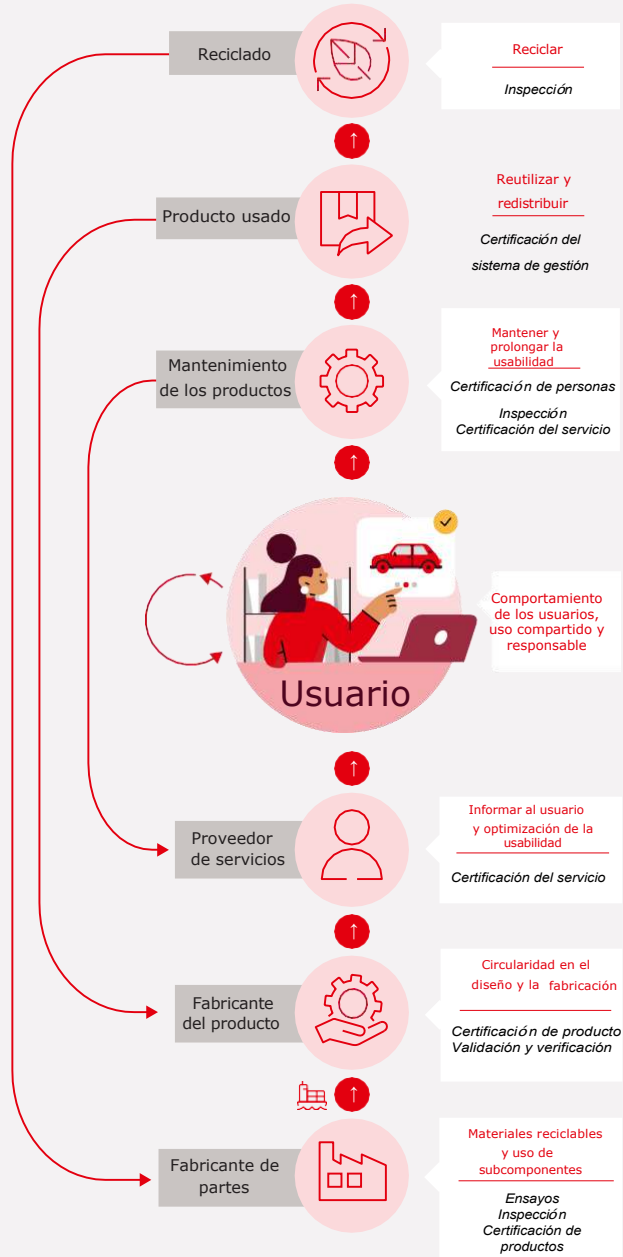 Reciclado
Reciclar
Inspección
Producto usado
Reutilizar y
redistribuir
Certificación del
sistema de gestión
Mantenimiento
de los productos
Mantener y
prolongar la
usabilidad
Certificación de personas
Inspección
Certificación del servicio
Usuario
Comportamiento
de los usuarios,
uso compartido y
responsable
Proveedor
de servicios
Informar al usuario
y optimización de la
usabilidad
Certificación del servicio
Fabricante
del producto
Circularidad en el
diseño y la fabricación
Certificación de producto
Validación y verificación
Fabricante de
partes
Materiales reciclables
y uso de
subcomponentes
Ensayos
Inspección
Certificación de
productos